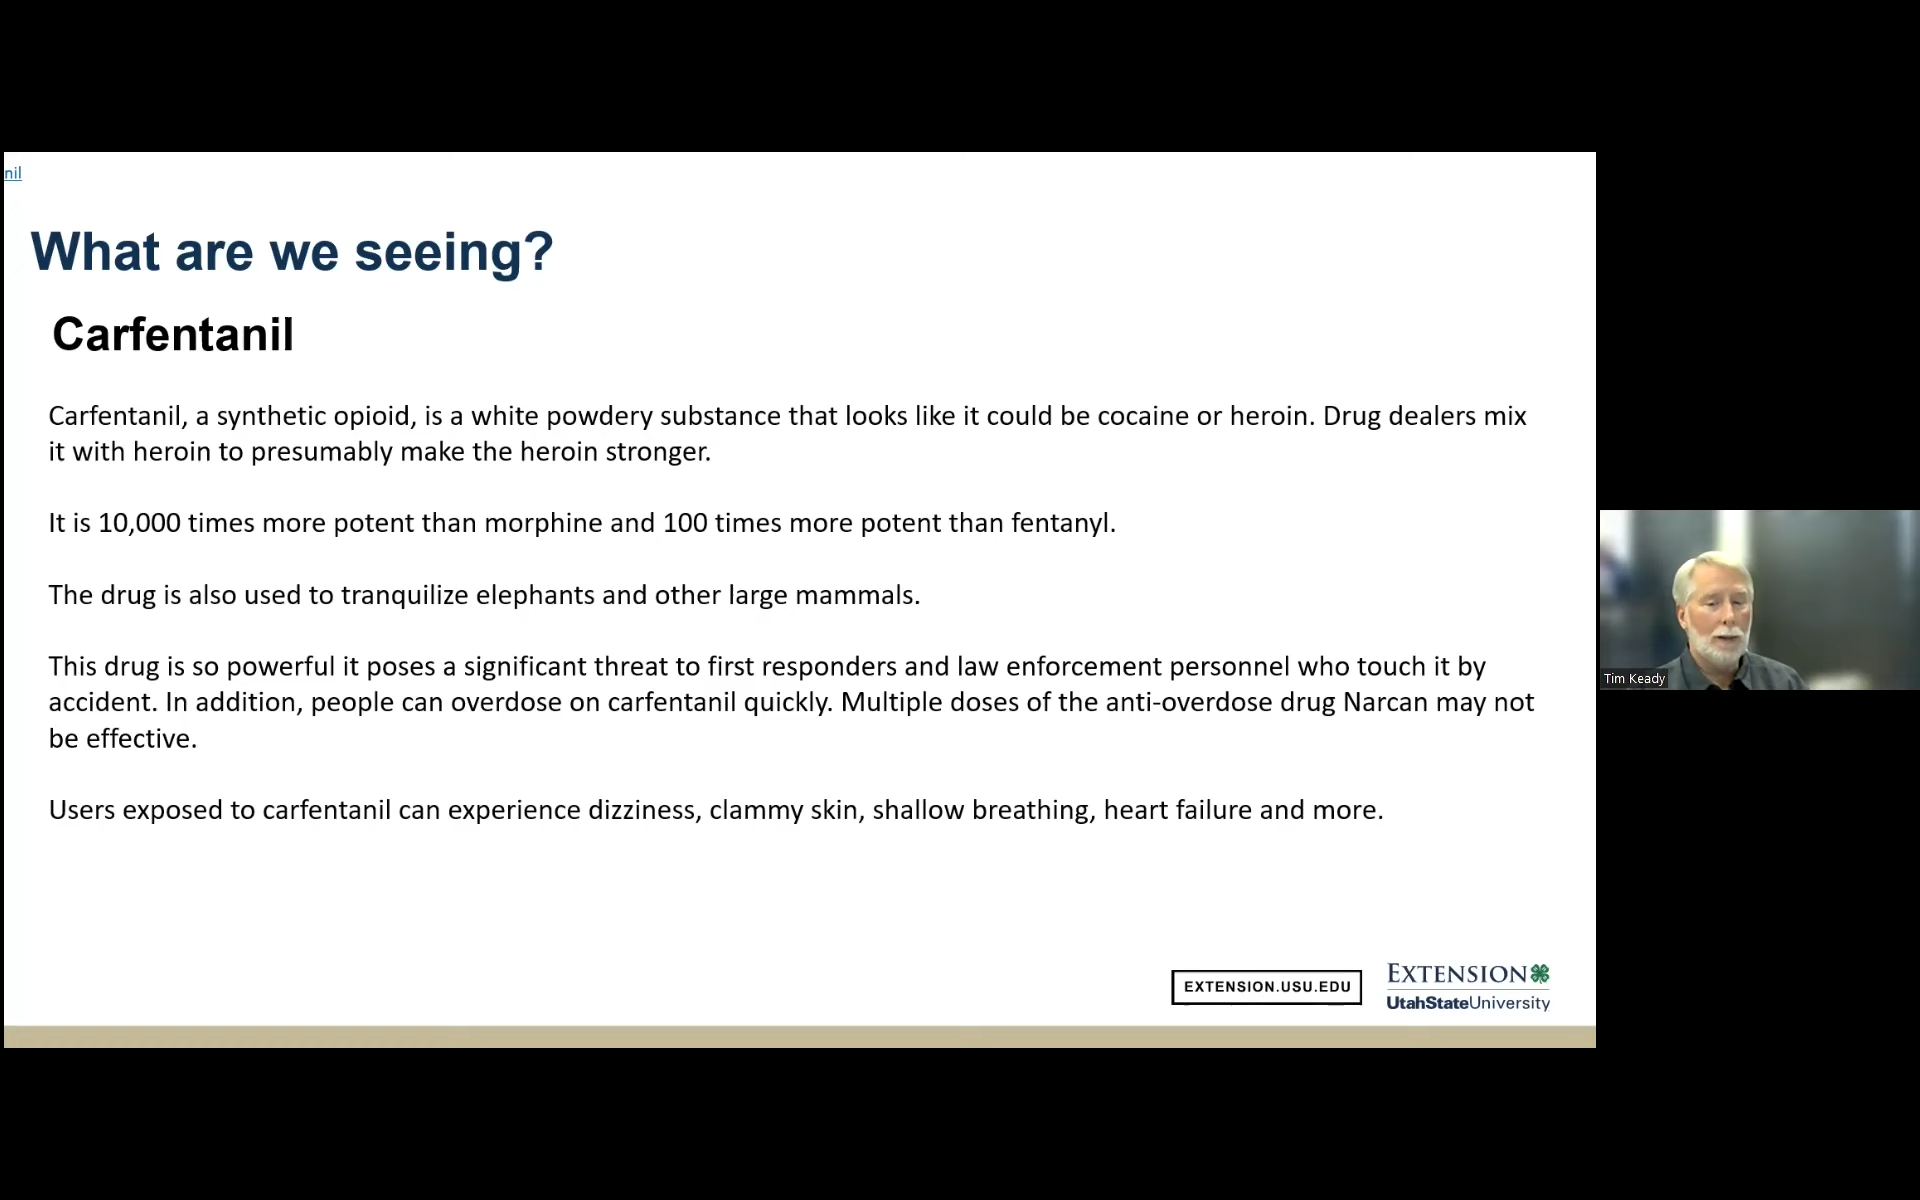 nil
What are we seeing?
Carfentanil
Carfentanil, a synthetic opioid, is a white powdery substance that looks like it could be cocaine or heroin. Drug dealers mix
it with heroin to presumably make the heroin stronger.
It is 10,000 times more potent than morphine and 100 times more potent than fentanyl.
The drug is also used to tranquilize elephants and other large mammals.
This drug is so powerful it poses a significant threat to first responders and law enforcement personnel who touch it by
accident. In addition, people can overdose on carfentanil quickly. Multiple doses of the anti-overdose drug Narcan may not
be effective.
Users exposed to carfentanil can experience dizziness, clammy skin, shallow breathing, heart failure and more.
Tim Keady
EXTENSION.USU.EDU
EXTENSION
UtahStateUniversity